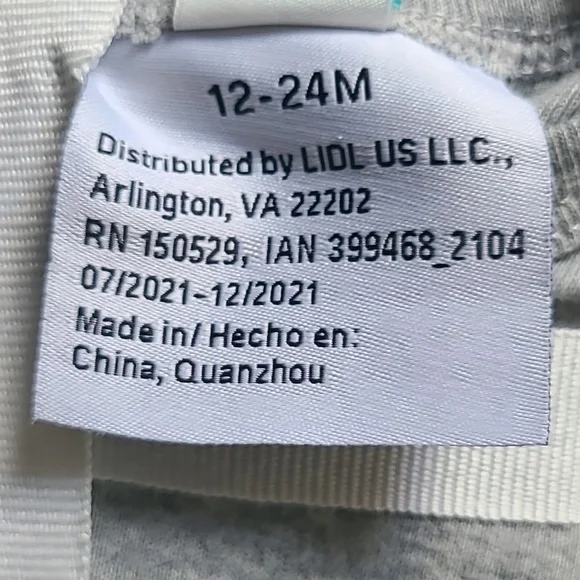 12-24M
Distributed by LIDL US LLC.,
Arlington, VA 22202
RN 150529, IAN 399468_2104
07/2021-12/2021
Made in/ Hecho en:
China, Quanzhou